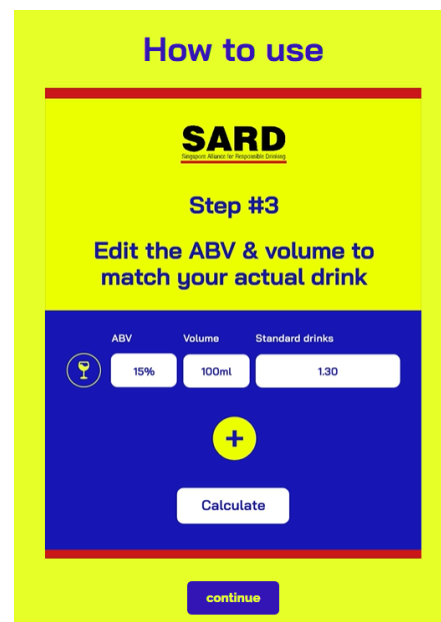 How to use
SARD
Singapore Alliance for Responsible Drinking
Step #3
Edit the ABV & volume to
match your actual drink
ABV Volume Standard drinks
15% 100ml 1.30
+
Calculate
continue